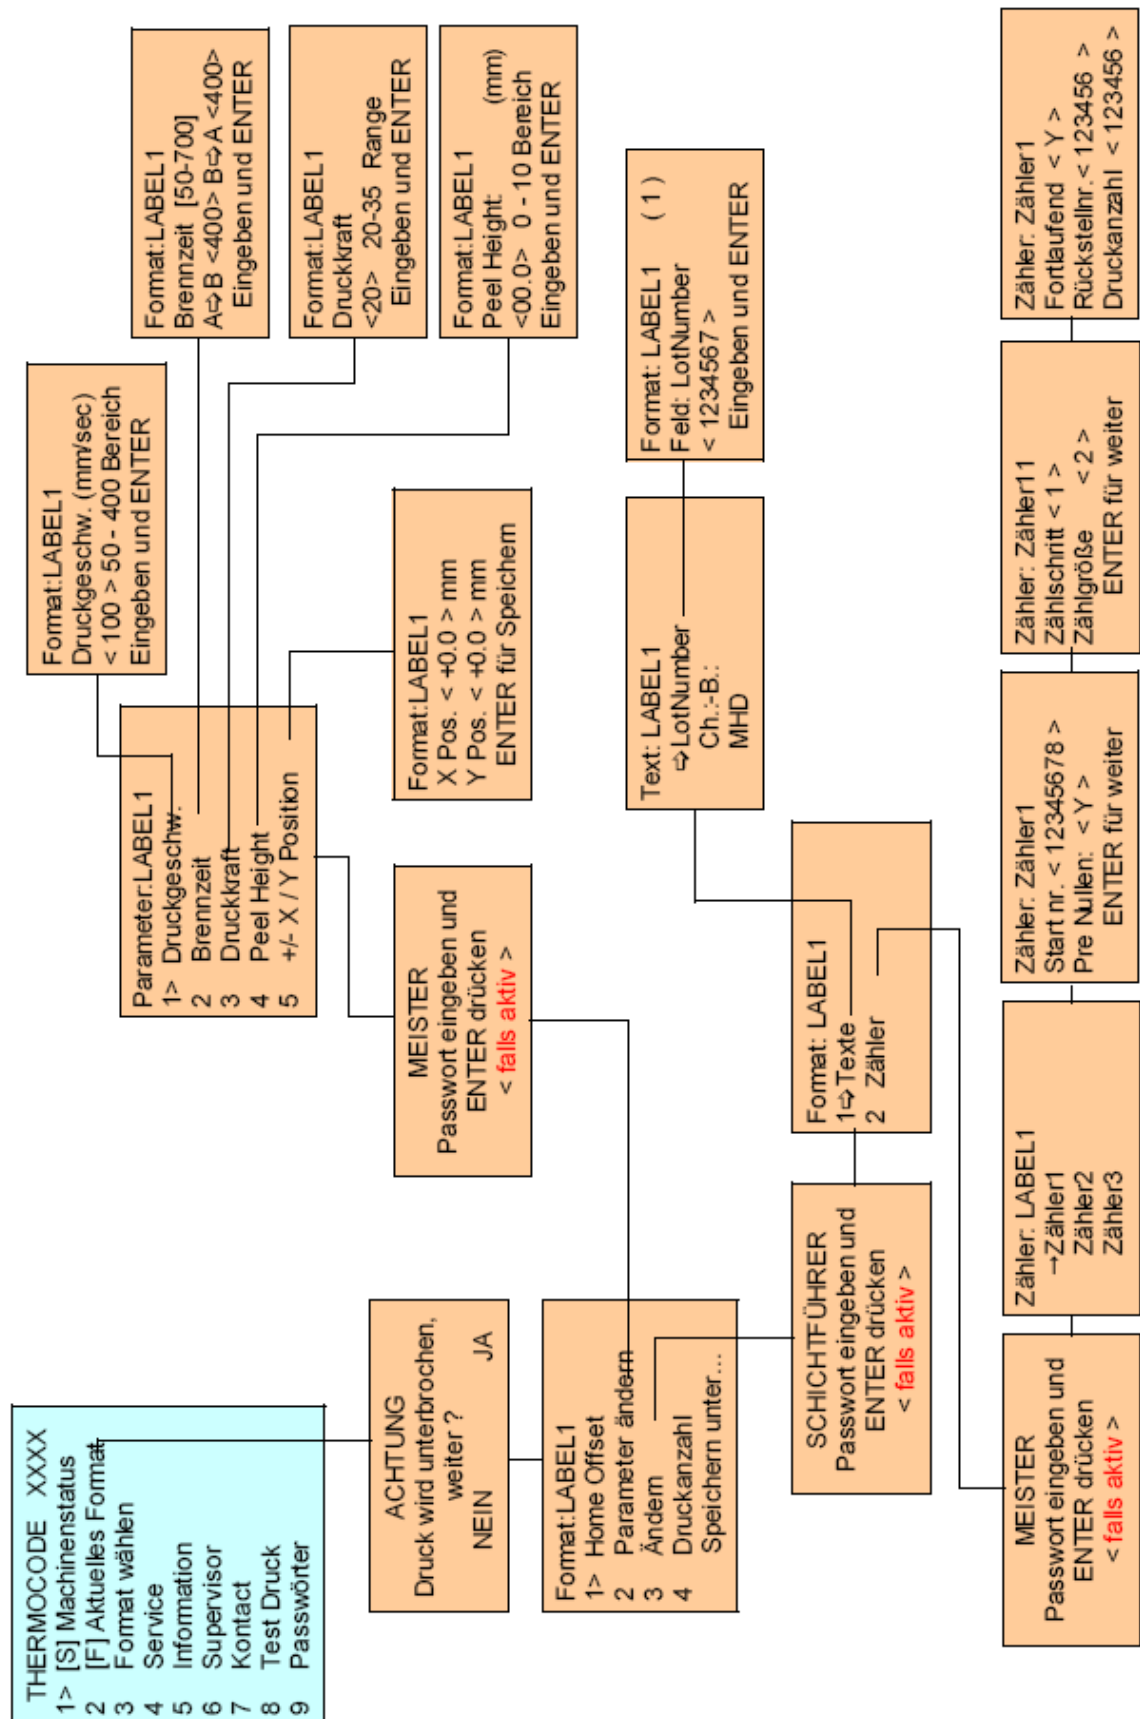 THERMOCODE XXXX
1> [S] Machinenstatus
2 [F] Aktuelles Format
3 Format wählen
4 Service
5 Information
6 Supervisor
7 Kontact
8 Test Druck
9 Passwörter
ACHTUNG
Druck wird unterbrochen,
weiter ?
NEIN JA
Format:LABEL1
1> Home Offset
2 Parameter ändern
3 Ändern
4 Druckanzahl
Speichern unter...
MEISTER
Passwort eingeben und
ENTER drücken
< falls aktiv >
Parameter:LABEL1
1> Druckgeschw.
2 Brennzeit
3 Druckkraft
4 Peel Height
5 +/- X / Y Position
Format:LABEL1
Druckgeschw. (mm/sec)
< 100 > 50 - 400 Bereich
Eingeben und ENTER
Format:LABEL1
Brennzeit [50-700]
A⇨B <400> B⇨A <400>
Eingeben und ENTER
Format:LABEL1
Druckkraft
<20> 20-35 Range
Eingeben und ENTER
Format:LABEL1
Peel Height: (mm)
<00.0> 0 - 10 Bereich
Eingeben und ENTER
Format:LABEL1
X Pos. < +0.0 > mm
Y Pos. < +0.0 > mm
ENTER für Speichern
SCHICHTFÜHRER
Passwort eingeben und
ENTER drücken
< falls aktiv >
Format: LABEL1
1⇨Texte
2 Zähler
Text: LABEL1
⇨LotNumber
Ch.:-B.:
MHD
Format: LABEL1 ( 1 )
Feld: LotNumber
< 1234567 >
Eingeben und ENTER
MEISTER
Passwort eingeben und
ENTER drücken
< falls aktiv >
Zähler: LABEL1
→Zähler1
Zähler2
Zähler3
Zähler: Zähler1
Start nr. < 12345678 >
Pre Nullen: < Y >
ENTER für weiter
Zähler: Zähler11
Zählschritt < 1 >
Zählgröße < 2 >
ENTER für weiter
Zähler: Zähler1
Fortlaufend < Y >
Rückstellnr. < 123456 >
Druckanzahl < 123456 >